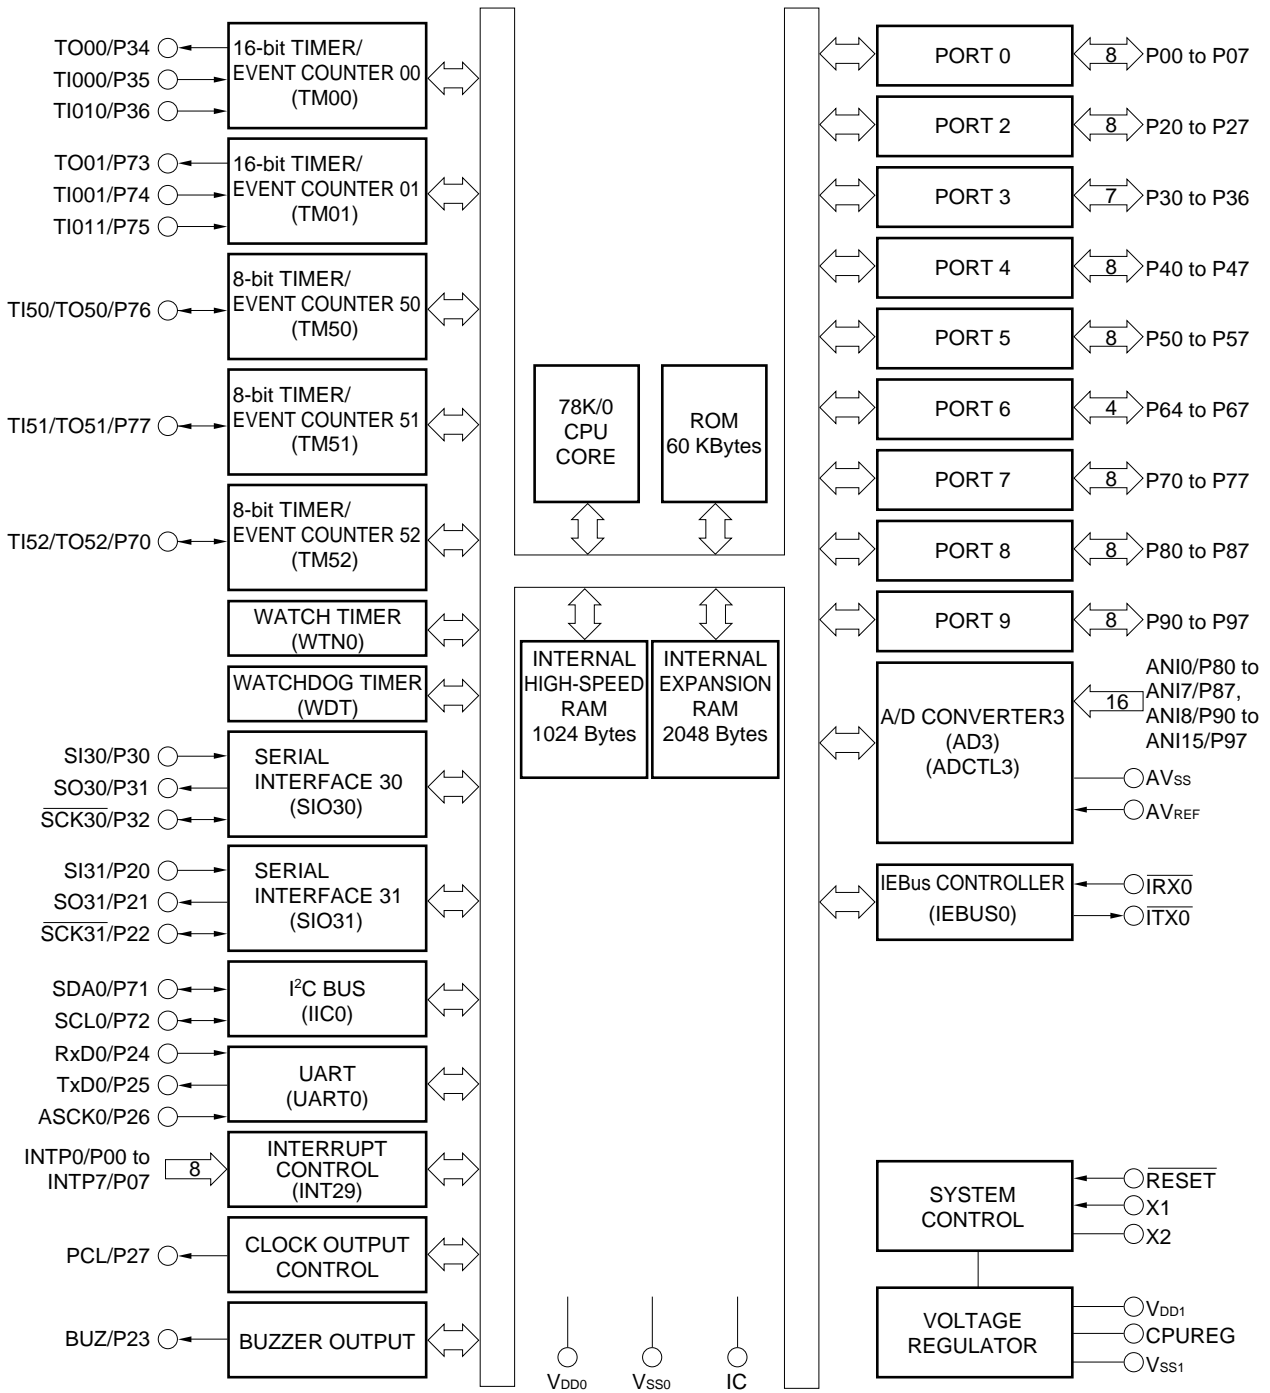 TO00/P34
TI000/P35
TI010/P36
16-bit TIMER/
EVENT COUNTER 00
(TM00)
TO01/P73
TI001/P74
TI011/P75
16-bit TIMER/
EVENT COUNTER 01
(TM01)
TI50/TO50/P76
8-bit TIMER/
EVENT COUNTER 50
(TM50)
TI51/TO51/P77
8-bit TIMER/
EVENT COUNTER 51
(TM51)
TI52/TO52/P70
8-bit TIMER/
EVENT COUNTER 52
(TM52)
WATCH TIMER
(WTN0)
WATCHDOG TIMER
(WDT)
SI30/P30
SO30/P31
SCK30/P32
SERIAL
INTERFACE 30
(SIO30)
SI31/P20
SO31/P21
SCK31/P22
SERIAL
INTERFACE 31
(SIO31)
SDA0/P71
SCL0/P72
I²C BUS
(IIC0)
RxD0/P24
TxD0/P25
ASCK0/P26
UART
(UART0)
INTP0/P00 to
INTP7/P07
8
INTERRUPT
CONTROL
(INT29)
PCL/P27
CLOCK OUTPUT
CONTROL
BUZ/P23
BUZZER OUTPUT
78K/0
CPU
CORE
ROM
60 KBytes
INTERNAL
HIGH-SPEED
RAM
1024 Bytes
INTERNAL
EXPANSION
RAM
2048 Bytes
VDD0
VSS0
IC
PORT 0
8
P00 to P07
PORT 2
8
P20 to P27
PORT 3
7
P30 to P36
PORT 4
8
P40 to P47
PORT 5
8
P50 to P57
PORT 6
4
P64 to P67
PORT 7
8
P70 to P77
PORT 8
8
P80 to P87
PORT 9
8
P90 to P97
A/D CONVERTER3
(AD3)
(ADCTL3)
16
ANI0/P80 to
ANI7/P87,
ANI8/P90 to
ANI15/P97
AVSS
AVREF
IEBus CONTROLLER
(IEBUS0)
IRX0
ITX0
SYSTEM
CONTROL
RESET
X1
X2
VOLTAGE
REGULATOR
VDD1
CPUREG
VSS1